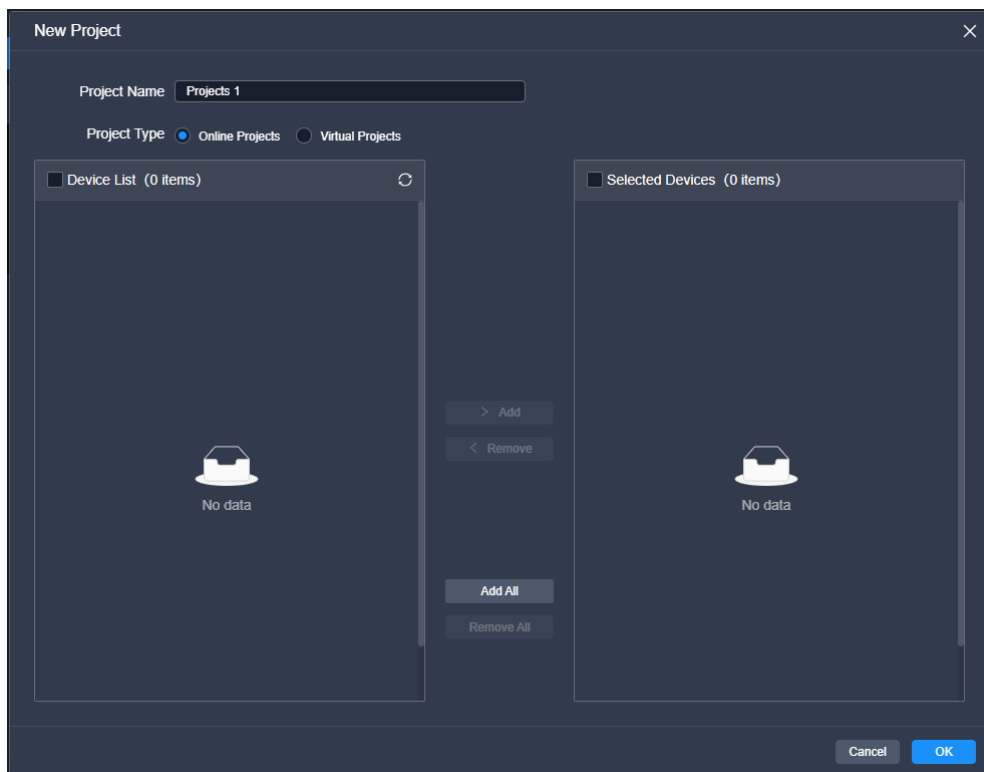 New Project
Project Name Projects 1
Project Type Online Projects Virtual Projects
Device List (0 items)
Selected Devices (0 items)
> Add
< Remove
No data
No data
Add All
Remove All
Cancel OK